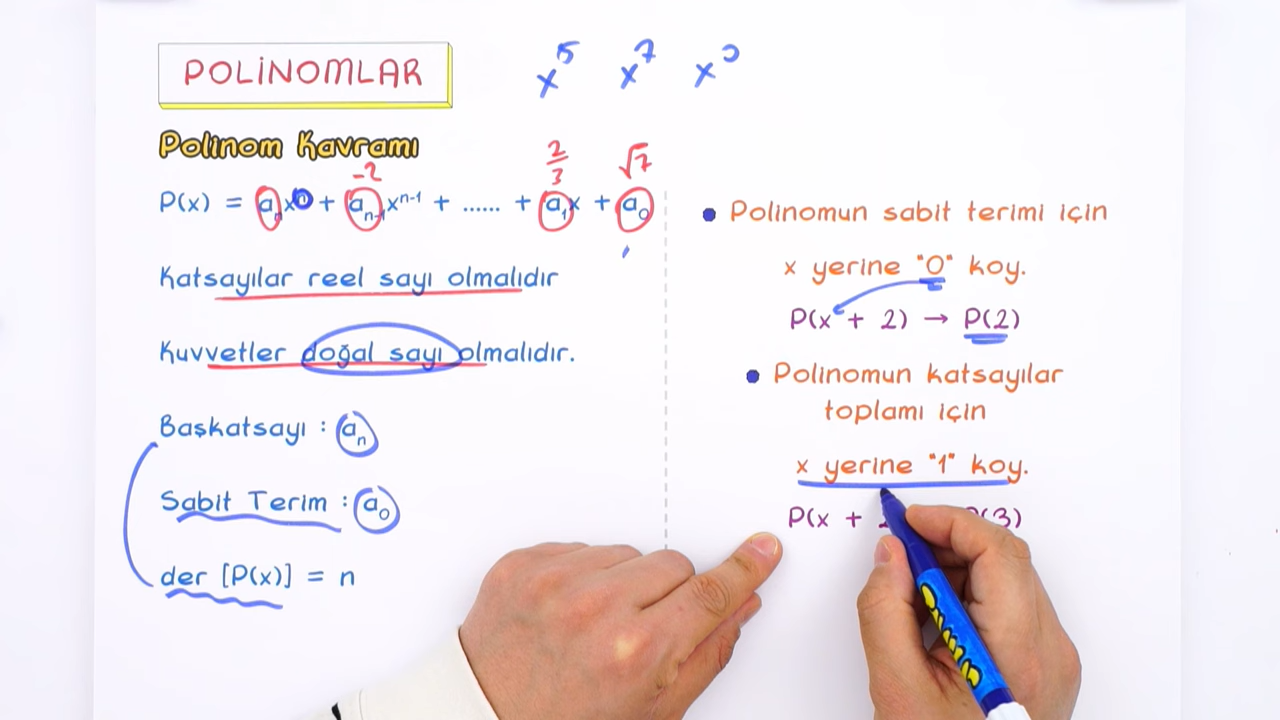 POLİNOMLAR
x⁵ x⁷ x⁰
Polinom Kavramı
-2 2/3 √7
P(x) = aₙxⁿ + aₙ₋₁xⁿ⁻¹ + ...... + a₁x + a₀
Katsayılar reel sayı olmalıdır
Kuvvetler doğal sayı olmalıdır.
Başkatsayı : aₙ
Sabit Terim : a₀
der [P(x)] = n
• Polinomun sabit terimi için
x yerine "0" koy.
P(x + 2) → P(2)
• Polinomun katsayılar
toplamı için
x yerine "1" koy.
P(x + (3)